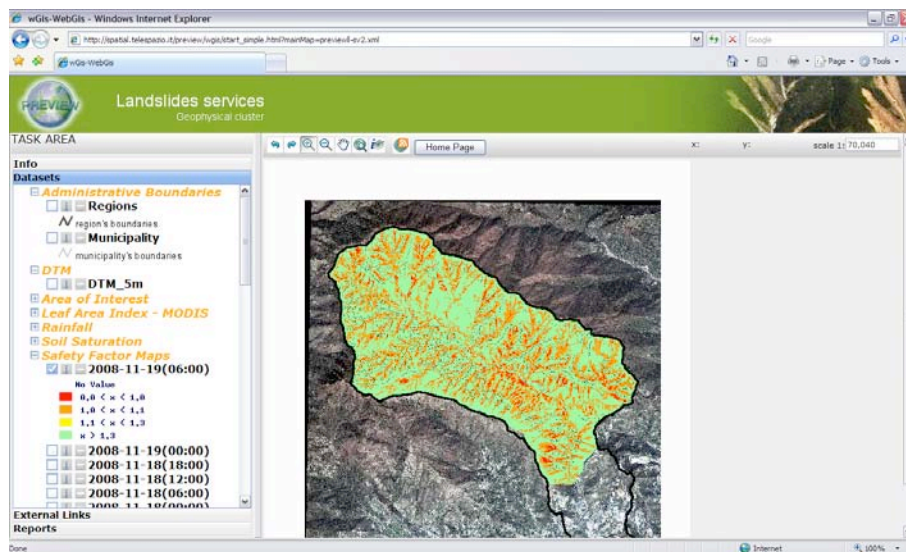 wGis-WebGis - Windows Internet Explorer
http://spatial.telespazio.it/preview/wgis/start_simple.html?mainMap=previewll-ev2.xml
Google
wGis-WebGis
Page
Tools
PREVIEW
Landslides services
Geophysical cluster
TASK AREA
Home Page
x:
y:
scale 1: 70,040
Info
Datasets
Administrative Boundaries
Regions
region's boundaries
Municipality
municipality's boundaries
DTM
DTM_5m
Area of Interest
Leaf Area Index - MODIS
Rainfall
Soil Saturation
Safety Factor Maps
2008-11-19(06:00)
No Value
0,0 < x < 1,0
1,0 < x < 1,1
1,1 < x < 1,3
x > 1,3
2008-11-19(00:00)
2008-11-18(18:00)
2008-11-18(12:00)
2008-11-18(06:00)
2008-11-18(00:00)
External Links
Reports
Done
Internet
100%